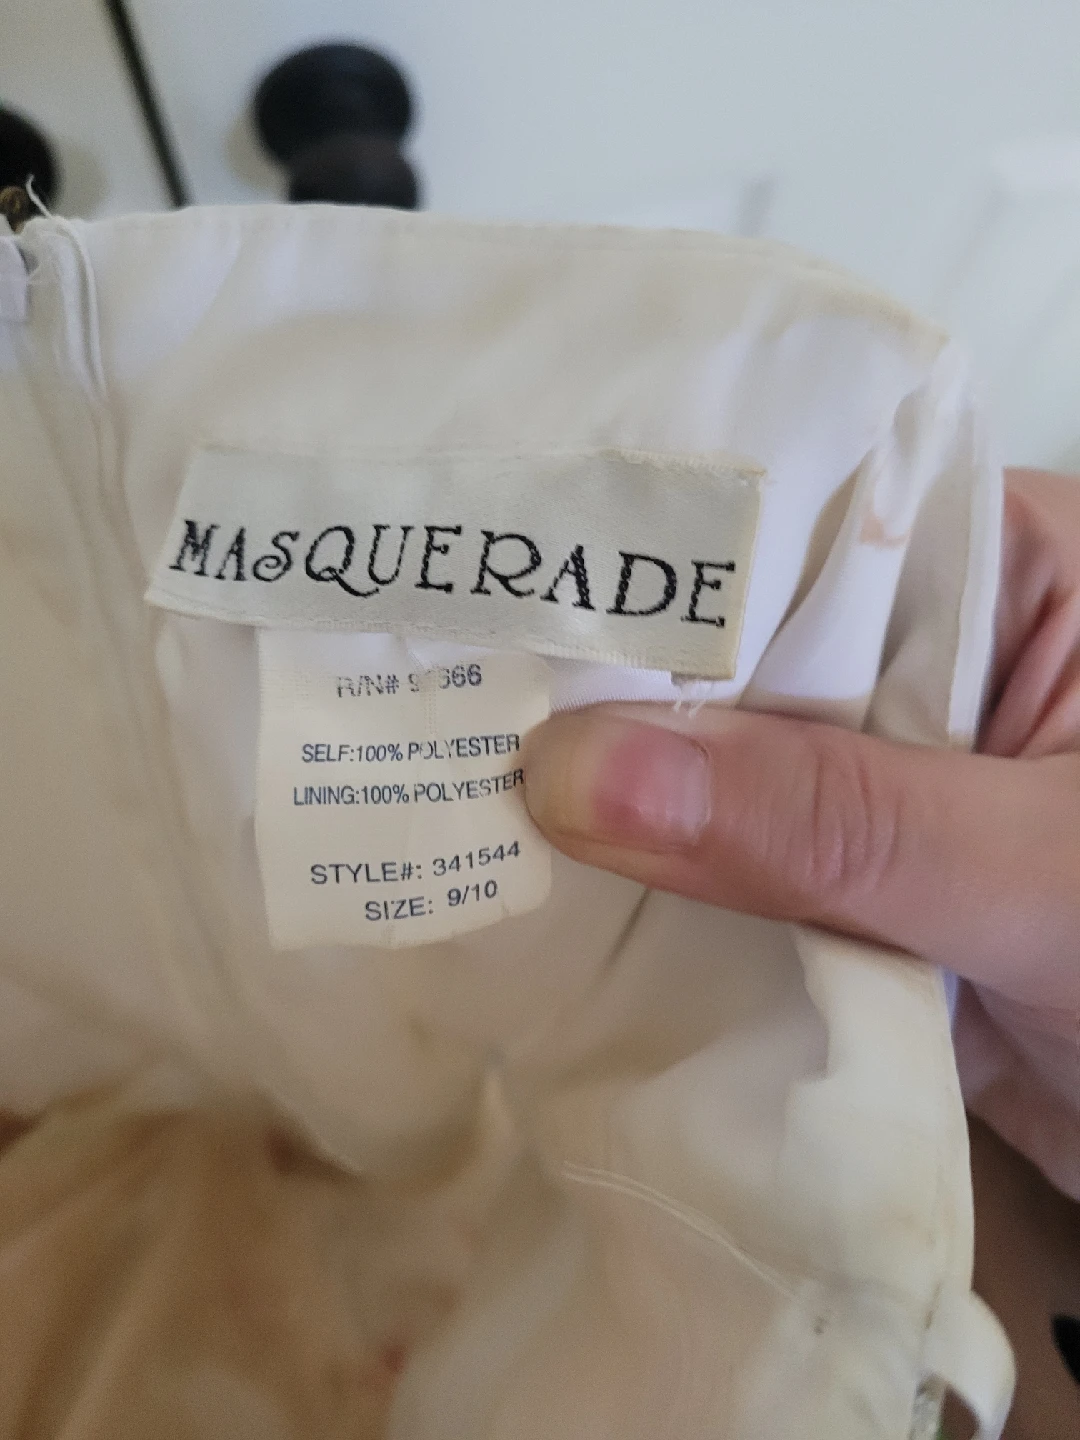 MASQUERADE
R/N#
SELF:100% POLYESTER
LINING:100% POLYESTER
STYLE#: 341544
SIZE: 9/10